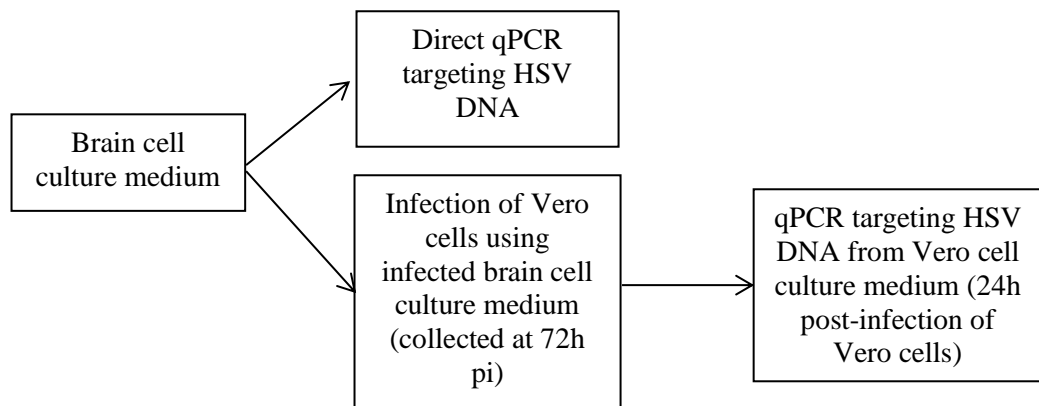 Direct qPCR
targeting HSV
DNA
Brain cell
culture medium
Infection of Vero
cells using
infected brain cell
culture medium
(collected at 72h
pi)
qPCR targeting HSV
DNA from Vero cell
culture medium (24h
post-infection of
Vero cells)